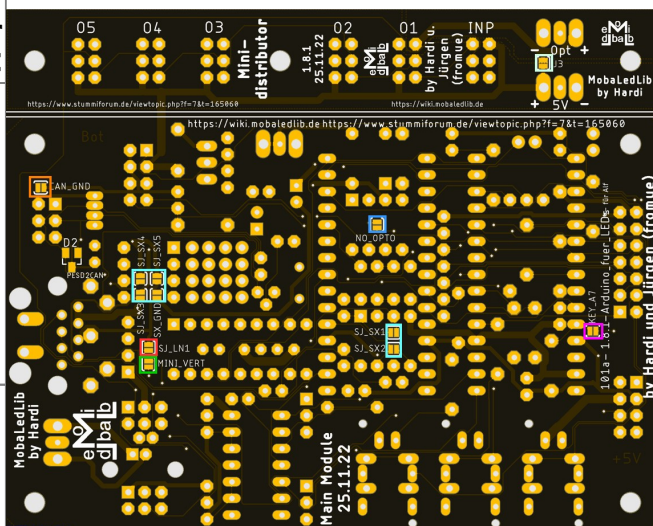 05
04
03
Mini-
distributor
1.8.1
25.11.22
02
01
by Hardi u.
Jürgen
(fromue)
INP
- Opt +
J3
+ 5V -
MobaLedLib
by Hardi
https://www.stummiforum.de/viewtopic.php?f=7&t=165060
https://wiki.mobaledlib.de
https://wiki.mobaledlib.de https://www.stummiforum.de/viewtopic.php?f=7&t=165060
Bot
CAN_GND
D2*
PESD2CAN
SJ_SX4
SJ_SX5
SJ_SX3
SX_GND
SJ_LN1
MINI_VERT
NO_OPTO
SJ_SX1
SJ_SX2
KEY_A7
101a- 1.8.1-Arduino_fuer_LEDs
für Alf
by Hardi und Jürgen (fromue)
MobaLedLib
by Hardi
Main Module
25.11.22
+5V